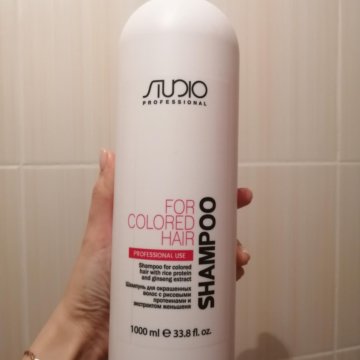 STUDIO
PROFESSIONAL
FOR
COLORED
HAIR
SHAMPOO
PROFESSIONAL USE
Shampoo for colored
hair with rice protein
and ginseng extract
Шампунь для окрашенных
волос с рисовыми
протеинами и
экстрактом женьшеня
1000 ml e 33.8 fl. oz.